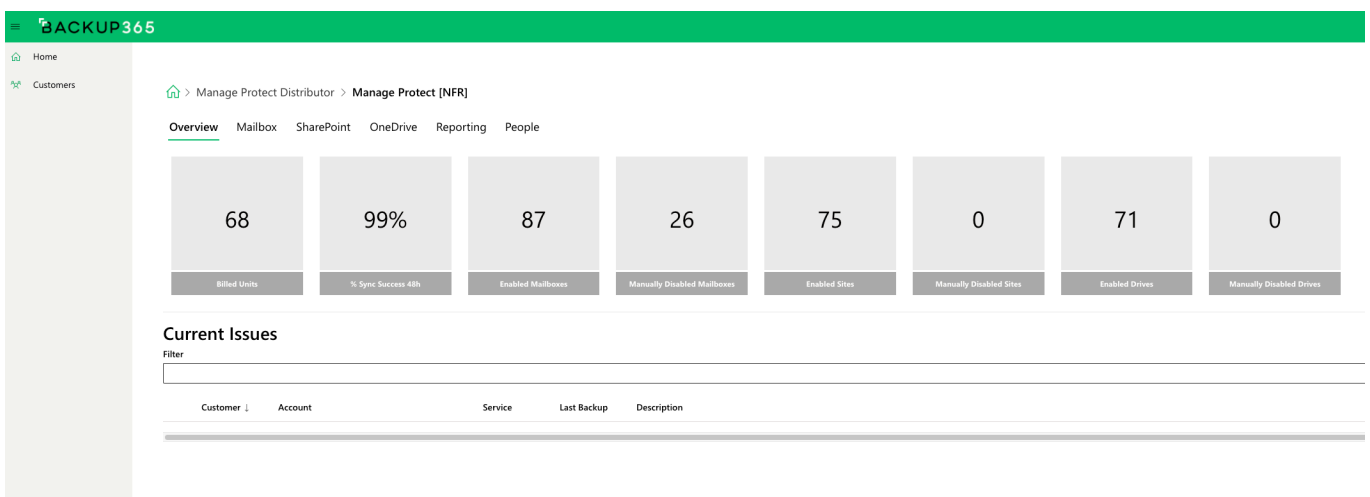 BACKUP365
Home
Customers
> Manage Protect Distributor > Manage Protect [NFR]
Overview Mailbox SharePoint OneDrive Reporting People
68 99% 87 26 75 0 71 0
Billed Units % Sync Success 48h Enabled Mailboxes Manually Disabled Mailboxes Enabled Sites Manually Disabled Sites Enabled Drives Manually Disabled Drives
Current Issues
Filter
Customer ↓ Account Service Last Backup Description